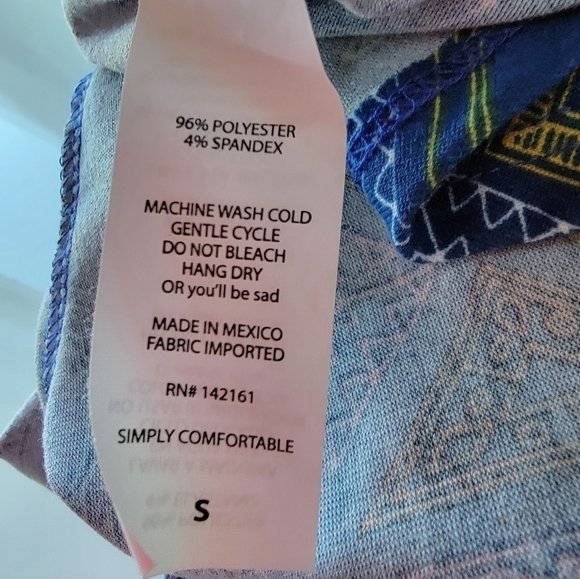 96% POLYESTER
4% SPANDEX
MACHINE WASH COLD
GENTLE CYCLE
DO NOT BLEACH
HANG DRY
OR you'll be sad
MADE IN MEXICO
FABRIC IMPORTED
RN# 142161
SIMPLY COMFORTABLE
S